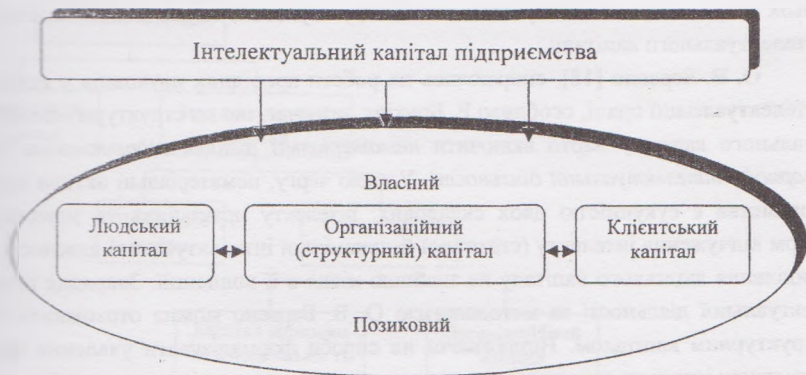 Інтелектуальний капітал підприємства
Власний
Людський
капітал
Організаційний
(структурний) капітал
Клієнтський
капітал
Позиковий